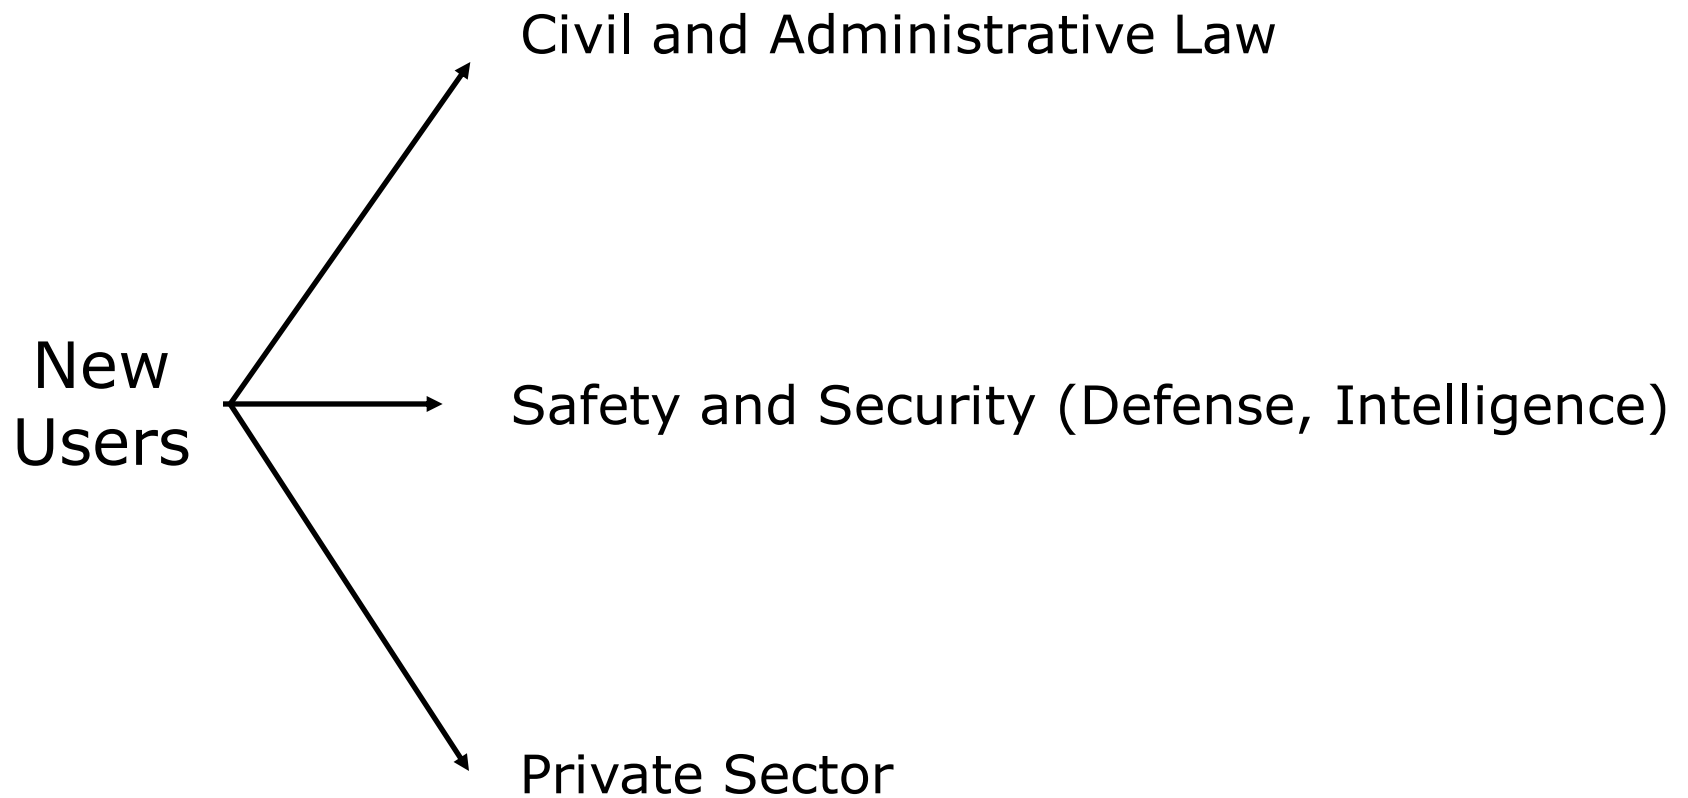 Civil and Administrative Law
New
Users
Safety and Security (Defense, Intelligence)
Private Sector